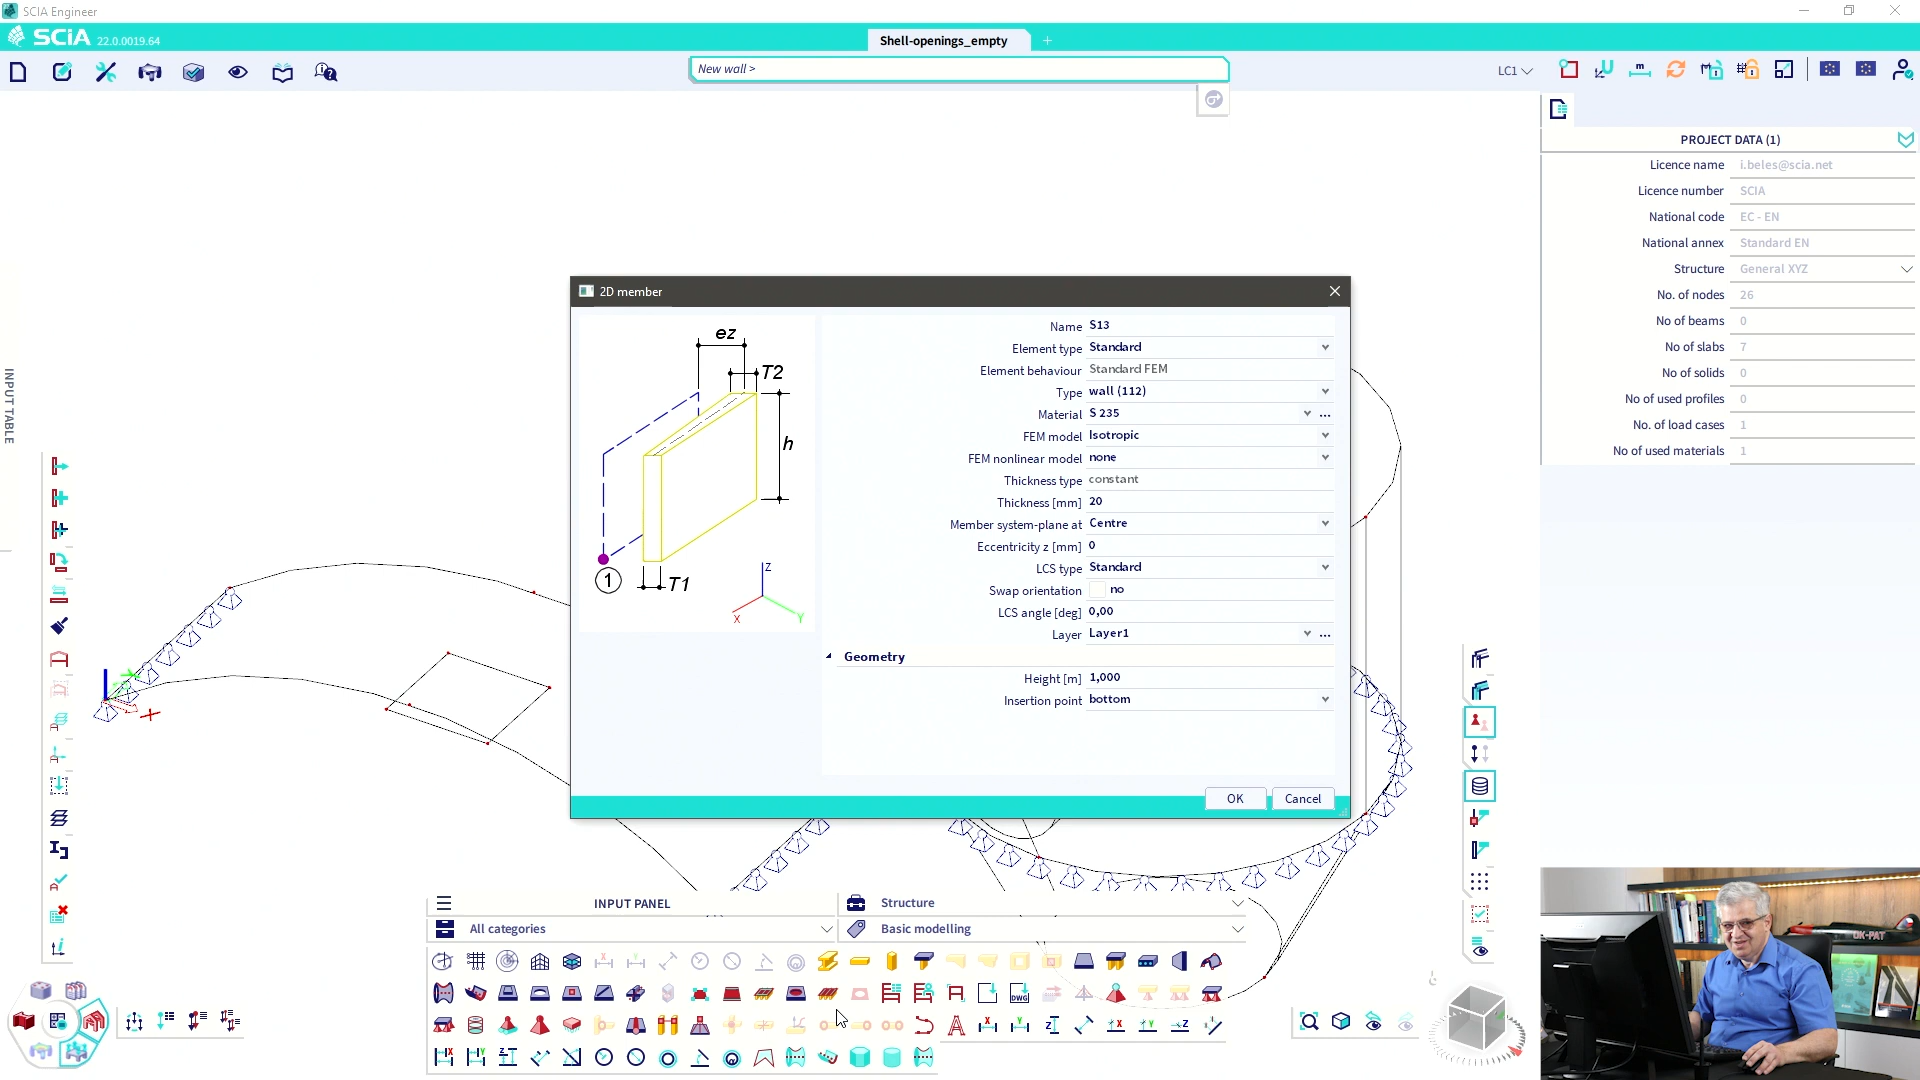 SCIA Engineer
SCiA 22.0.0019.64
Shell-openings_empty
New wall >
LC1
PROJECT DATA (1)
Licence name i.beles@scia.net
Licence number SCIA
National code EC - EN
National annex Standard EN
Structure General XYZ
No. of nodes 26
No of beams 0
No of slabs 7
No of solids 0
No of used profiles 0
No. of load cases 1
No of used materials 1
INPUT TABLE
2D member
ez
T2
h
1
T1
Z
X
Y
Name S13
Element type Standard
Element behaviour Standard FEM
Type wall (112)
Material S 235 ...
FEM model Isotropic
FEM nonlinear model none
Thickness type constant
Thickness [mm] 20
Member system-plane at Centre
Eccentricity z [mm] 0
LCS type Standard
Swap orientation no
LCS angle [deg] 0,00
Layer Layer1 ...
Geometry
Height [m] 1,000
Insertion point bottom
OK Cancel
INPUT PANEL Structure
All categories Basic modelling
DWG
OK-PAT